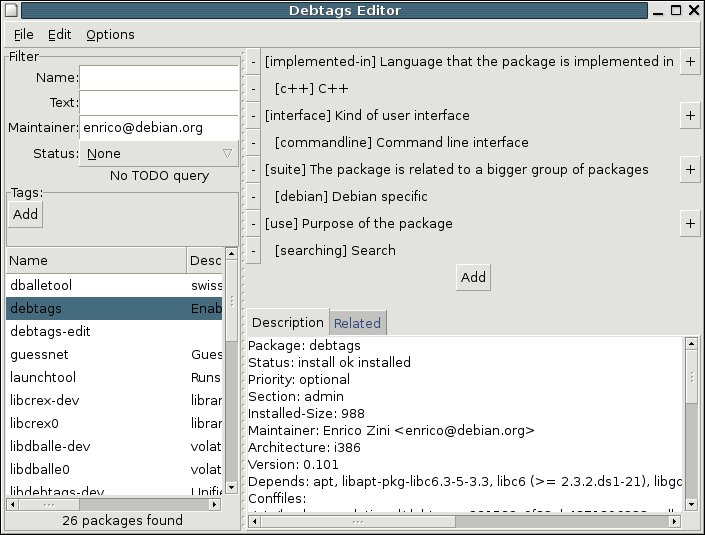 Debtags Editor
File Edit Options
Filter
Name:
Text:
Maintainer: enrico@debian.org
Status: None
No TODO query
Tags:
Add
Name Desc
dballetool swiss
debtags Enab
debtags-edit
guessnet Gues
launchtool Runs
libcrex-dev librar
libcrex0 librar
libdballe-dev volat
libdballe0 volat
26 packages found
- [implemented-in] Language that the package is implemented in +
- [c++] C++
- [interface] Kind of user interface +
- [commandline] Command line interface
- [suite] The package is related to a bigger group of packages +
- [debian] Debian specific
- [use] Purpose of the package +
- [searching] Search
Add
Description Related
Package: debtags
Status: install ok installed
Priority: optional
Section: admin
Installed-Size: 988
Maintainer: Enrico Zini <enrico@debian.org>
Architecture: i386
Version: 0.101
Depends: apt, libapt-pkg-libc6.3-5-3.3, libc6 (>= 2.3.2.ds1-21), libgc
Conffiles: